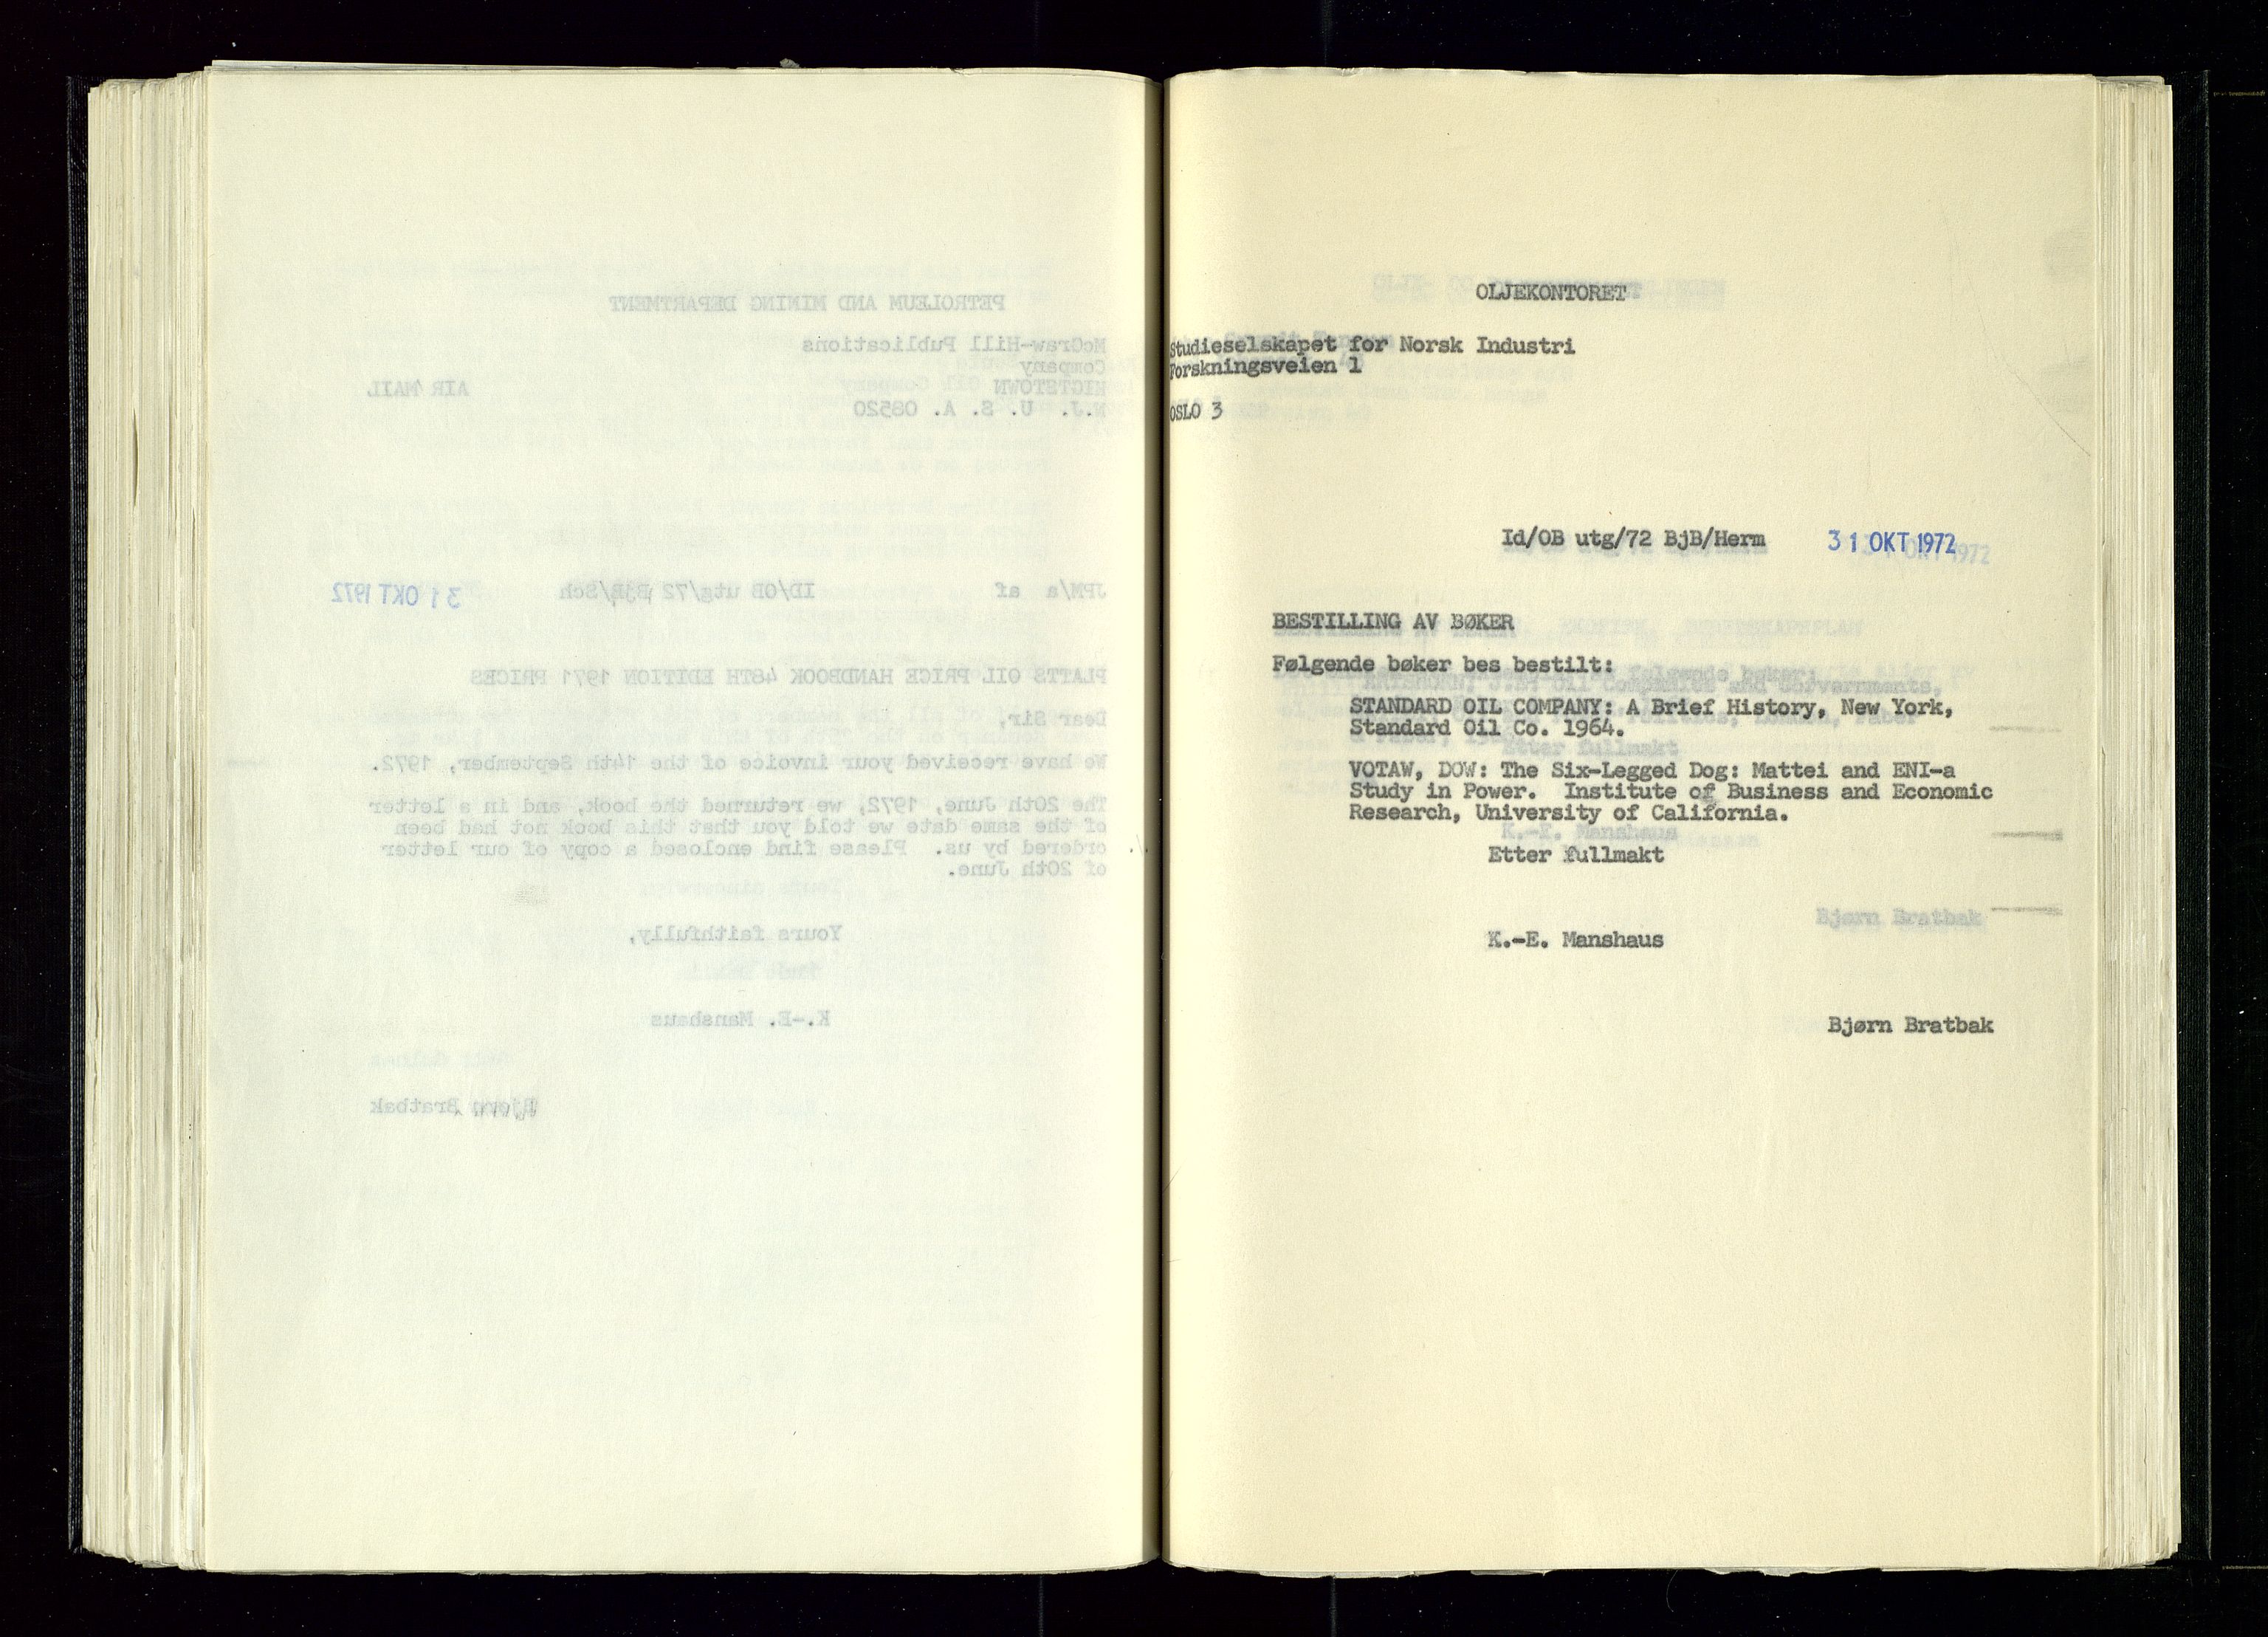 PETROLEUM AND MINING DEPARTMENT
McGraw-Hill Publications
Company
HIGTSTOWN AIR MAIL
N.J. U. S. A. 08520
JPM/a af ID/OB utg/72 BjB/Sch 31 OKT 1972
PLATTS OIL PRICE HANDBOOK 48TH EDITION 1971 PRICES
Dear Sir,
We have received your invoice of the 14th September, 1972.
The 20th June, 1972, we returned the book, and in a letter
of the same date we told you that this book not had been
ordered by us. Please find enclosed a copy of our letter
of 20th June.
Yours faithfully,
K.-E. Manshaus
Bjørn Bratbak
OLJEKONTORET
Studieselskapet for Norsk Industri
Forskningsveien 1
OSLO 3
Id/OB utg/72 BjB/Herm 31 OKT 1972
BESTILLING AV BØKER
Følgende bøker bes bestilt:
STANDARD OIL COMPANY: A Brief History, New York,
Standard Oil Co. 1964.
VOTAW, DOW: The Six-Legged Dog: Mattei and ENI-a
Study in Power. Institute of Business and Economic
Research, University of California.
Etter fullmakt
K.-E. Manshaus
Bjørn Bratbak